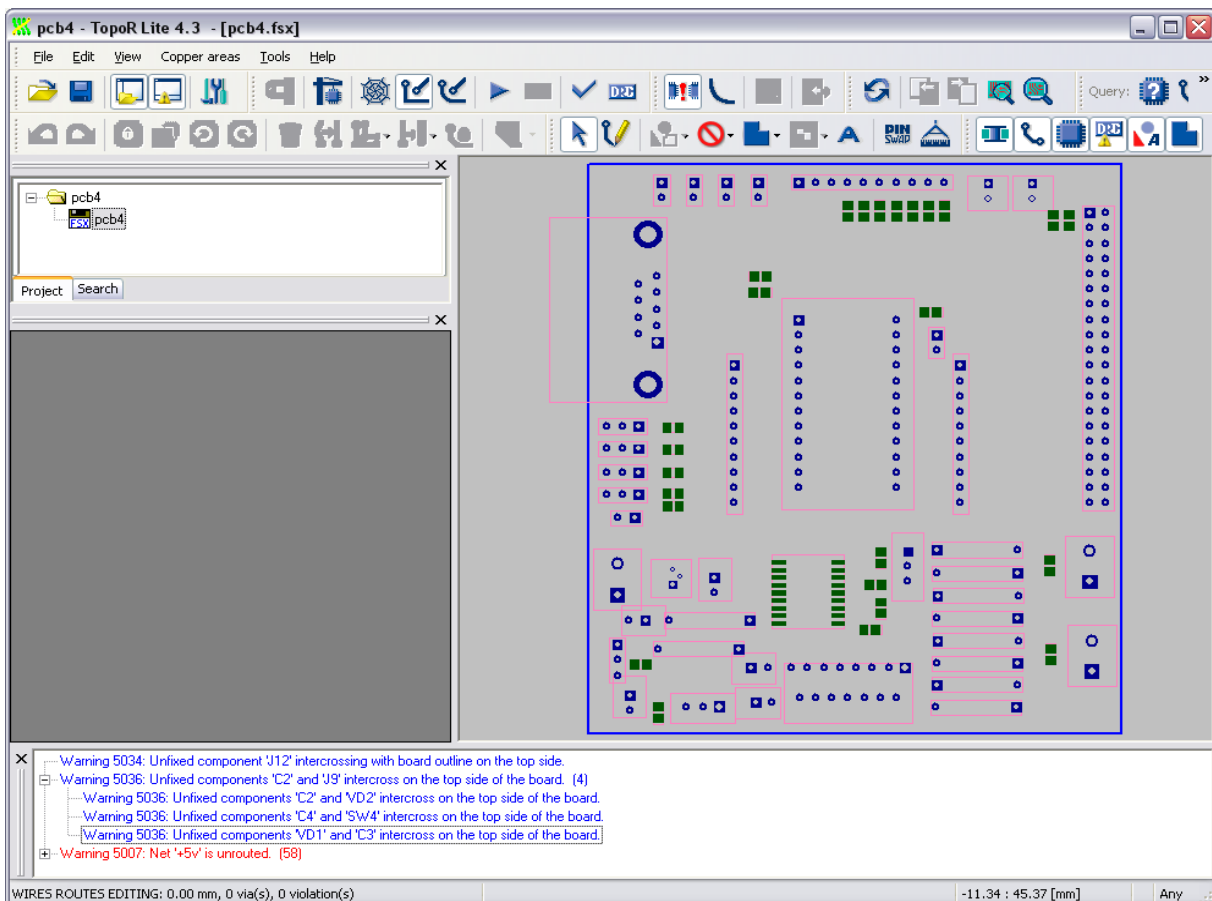 pcb4 - TopoR Lite 4.3 - [pcb4.fsx]
File Edit View Copper areas Tools Help
DRC Query: »
PIN SWAP DRC A
pcb4
FSX pcb4
Project Search
Warning 5034: Unfixed component 'J12' intercrossing with board outline on the top side.
Warning 5036: Unfixed components 'C2' and 'J9' intercross on the top side of the board. (4)
Warning 5036: Unfixed components 'C2' and 'VD2' intercross on the top side of the board.
Warning 5036: Unfixed components 'C4' and 'SW4' intercross on the top side of the board.
Warning 5036: Unfixed components 'VD1' and 'C3' intercross on the top side of the board.
Warning 5007: Net '+5v' is unrouted. (58)
WIRES ROUTES EDITING: 0.00 mm, 0 via(s), 0 violation(s) -11.34 : 45.37 [mm] Any